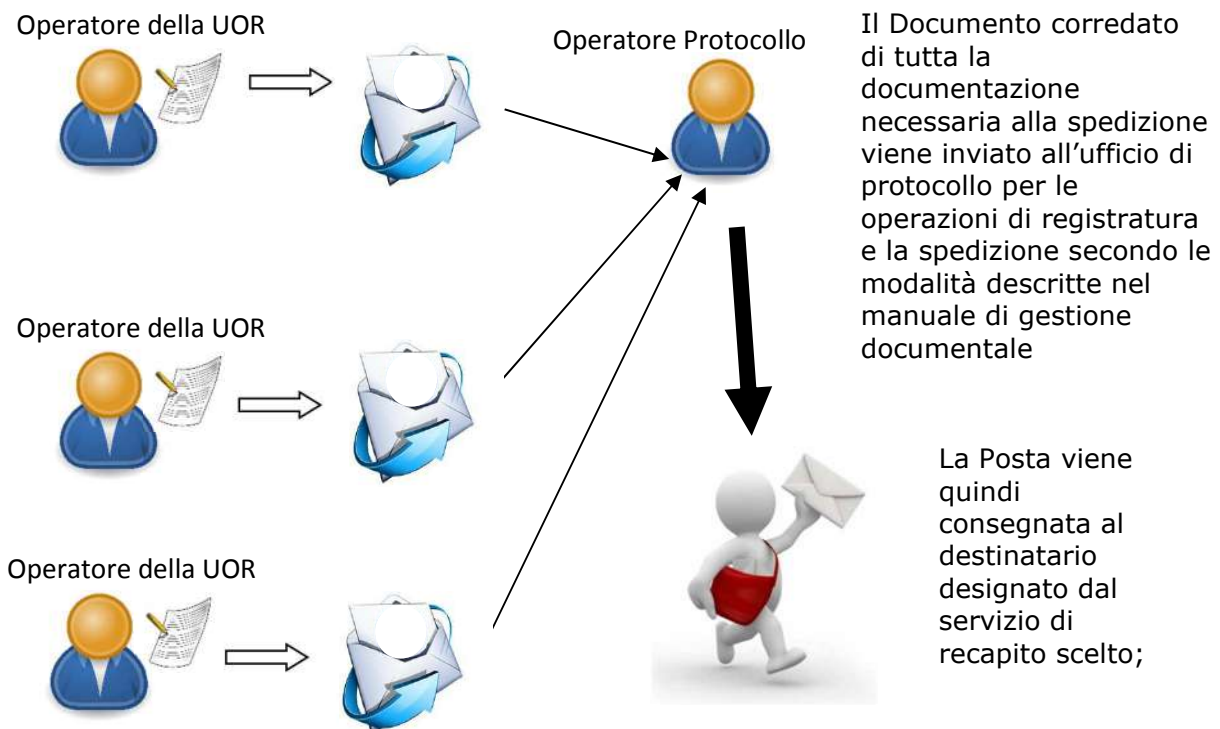 Operatore della UOR
Operatore Protocollo
Il Documento corredato
di tutta la
documentazione
necessaria alla spedizione
viene inviato all’ufficio di
protocollo per le
operazioni di registratura
e la spedizione secondo le
modalità descritte nel
manuale di gestione
documentale
Operatore della UOR
La Posta viene
quindi
consegnata al
destinatario
designato dal
servizio di
recapito scelto;
Operatore della UOR